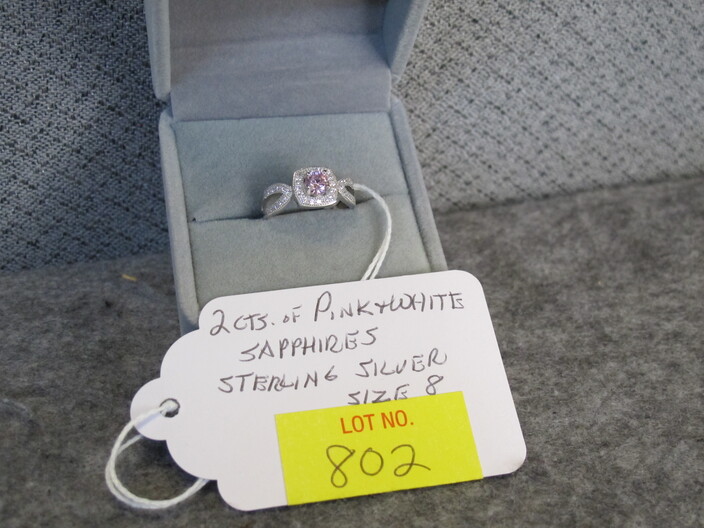 2 CTS. OF PINK & WHITE
SAPPHIRES
STERLING SILVER
SIZE 8
LOT NO.
802